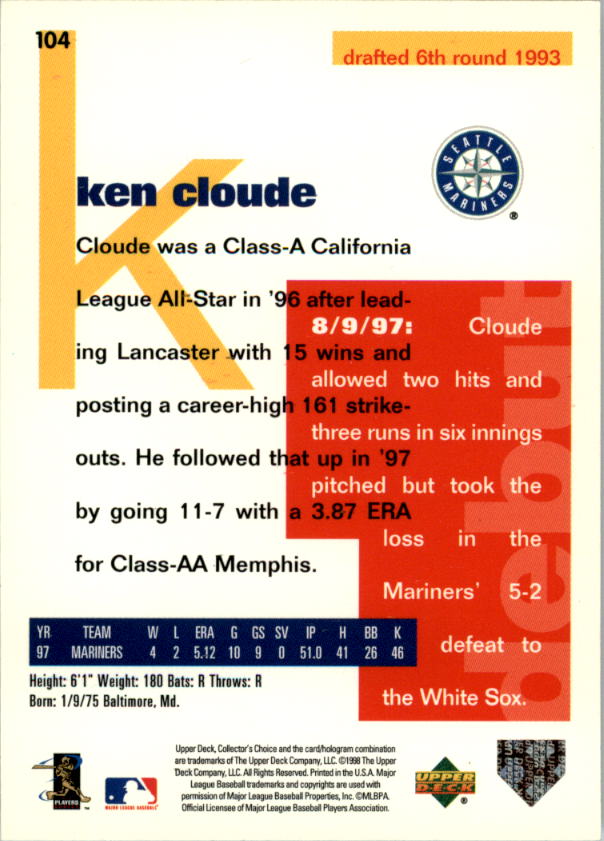 104
drafted 6th round 1993
k
SEATTLE
MARINERS
®
ken cloude
Cloude was a Class-A California
League All-Star in '96 after lead-
ing Lancaster with 15 wins and
posting a career-high 161 strike-
outs. He followed that up in '97
by going 11-7 with a 3.87 ERA
for Class-AA Memphis.
debut
8/9/97: Cloude
allowed two hits and
three runs in six innings
pitched but took the
loss in the
Mariners' 5-2
defeat to
the White Sox.
YR TEAM W L ERA G GS SV IP H BB K
97 MARINERS 4 2 5.12 10 9 0 51.0 41 26 46
Height: 6'1" Weight: 180 Bats: R Throws: R
Born: 1/9/75 Baltimore, Md.
Upper Deck, Collector's Choice and the card/hologram combination
are trademarks of The Upper Deck Company, LLC. ©1998 The Upper
Deck Company, LLC. All Rights Reserved. Printed in the U.S.A. Major
League Baseball trademarks and copyrights are used with
permission of Major League Baseball Properties, Inc. ©MLBPA.
Official Licensee of Major League Baseball Players Association.
PLAYERS
™
MAJOR LEAGUE BASEBALL
UPPER
DECK
®